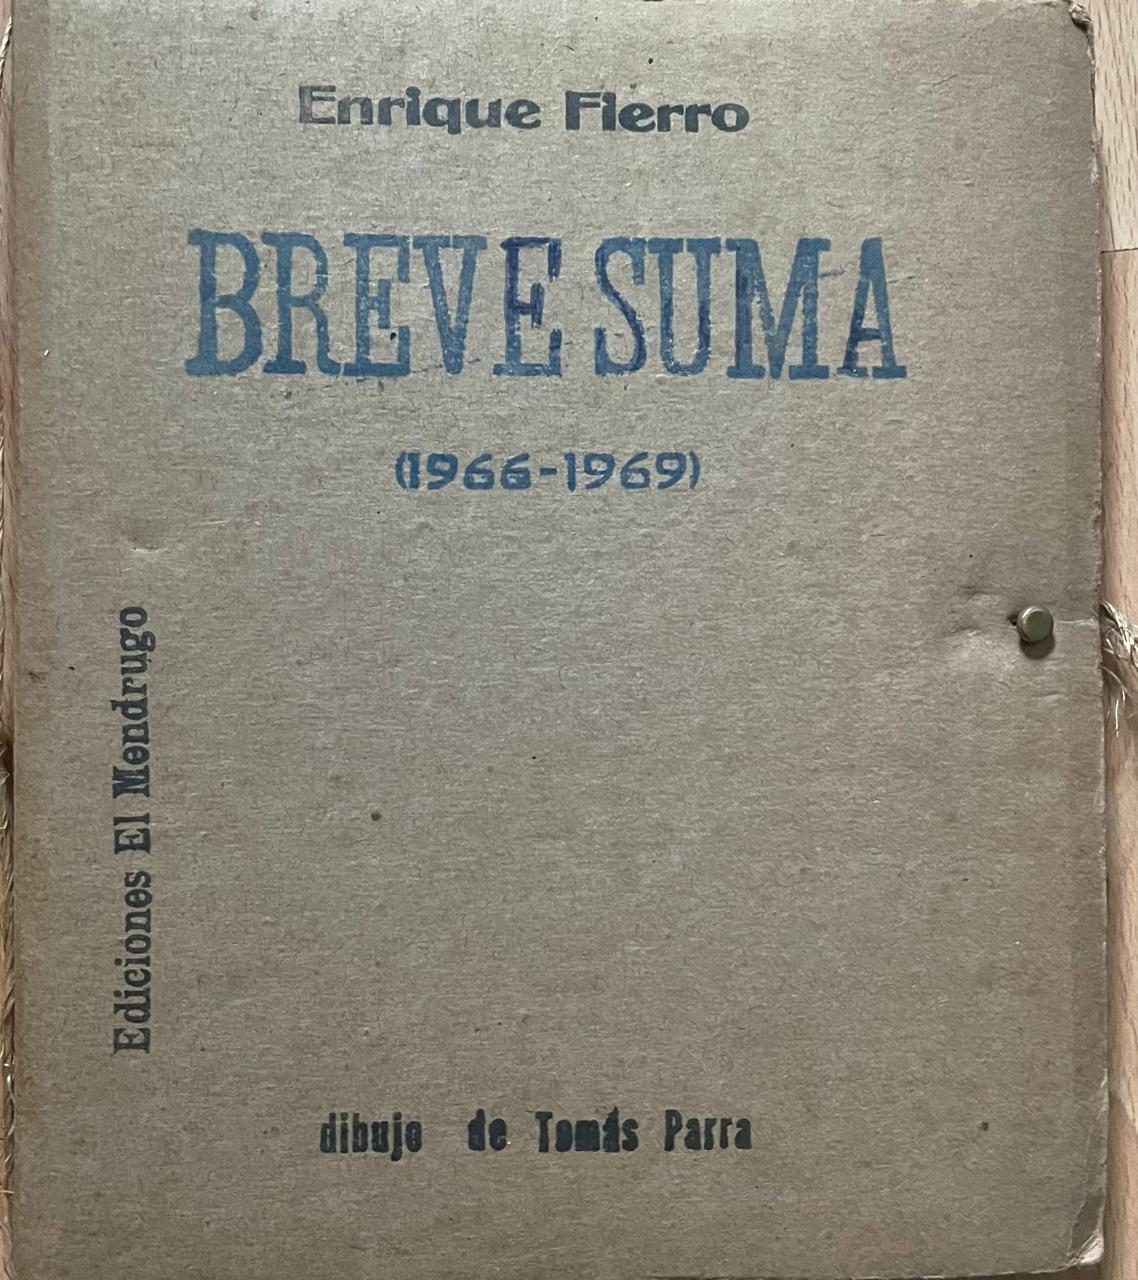 Enrique Fierro
BREVE SUMA
(1966-1969)
Ediciones El Mendrugo
dibujo de Tomás Parra